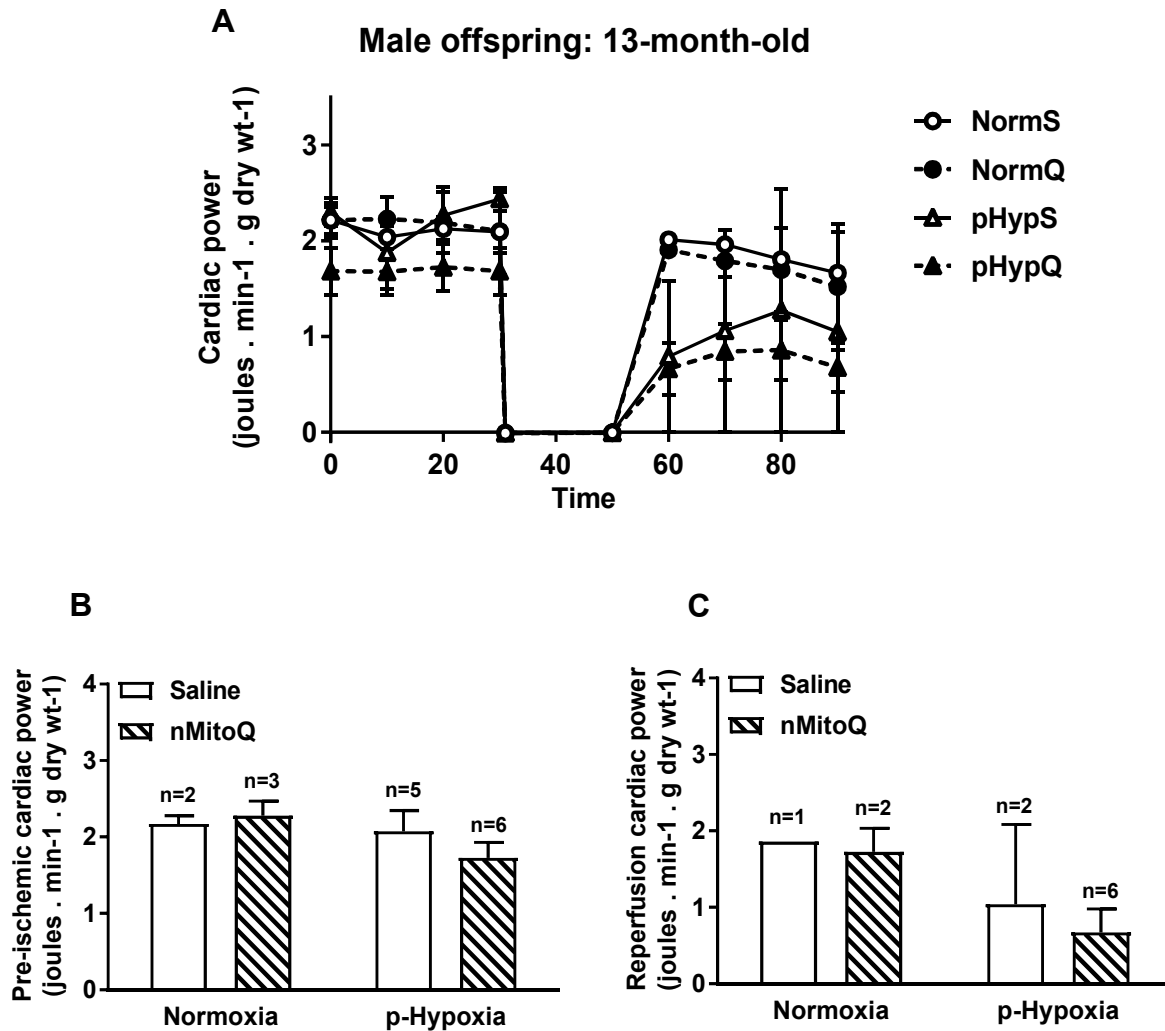 A
Male offspring: 13-month-old
Cardiac power
(joules . min-1 . g dry wt-1)
3
2
1
0
0 20 40 60 80
Time
NormS
NormQ
pHypS
pHypQ
B
Pre-ischemic cardiac power
(joules . min-1 . g dry wt-1)
4
3
2
1
0
Saline
nMitoQ
n=2 n=3 n=5 n=6
Normoxia p-Hypoxia
C
Reperfusion cardiac power
(joules . min-1 . g dry wt-1)
4
3
2
1
0
Saline
nMitoQ
n=1 n=2 n=2 n=6
Normoxia p-Hypoxia